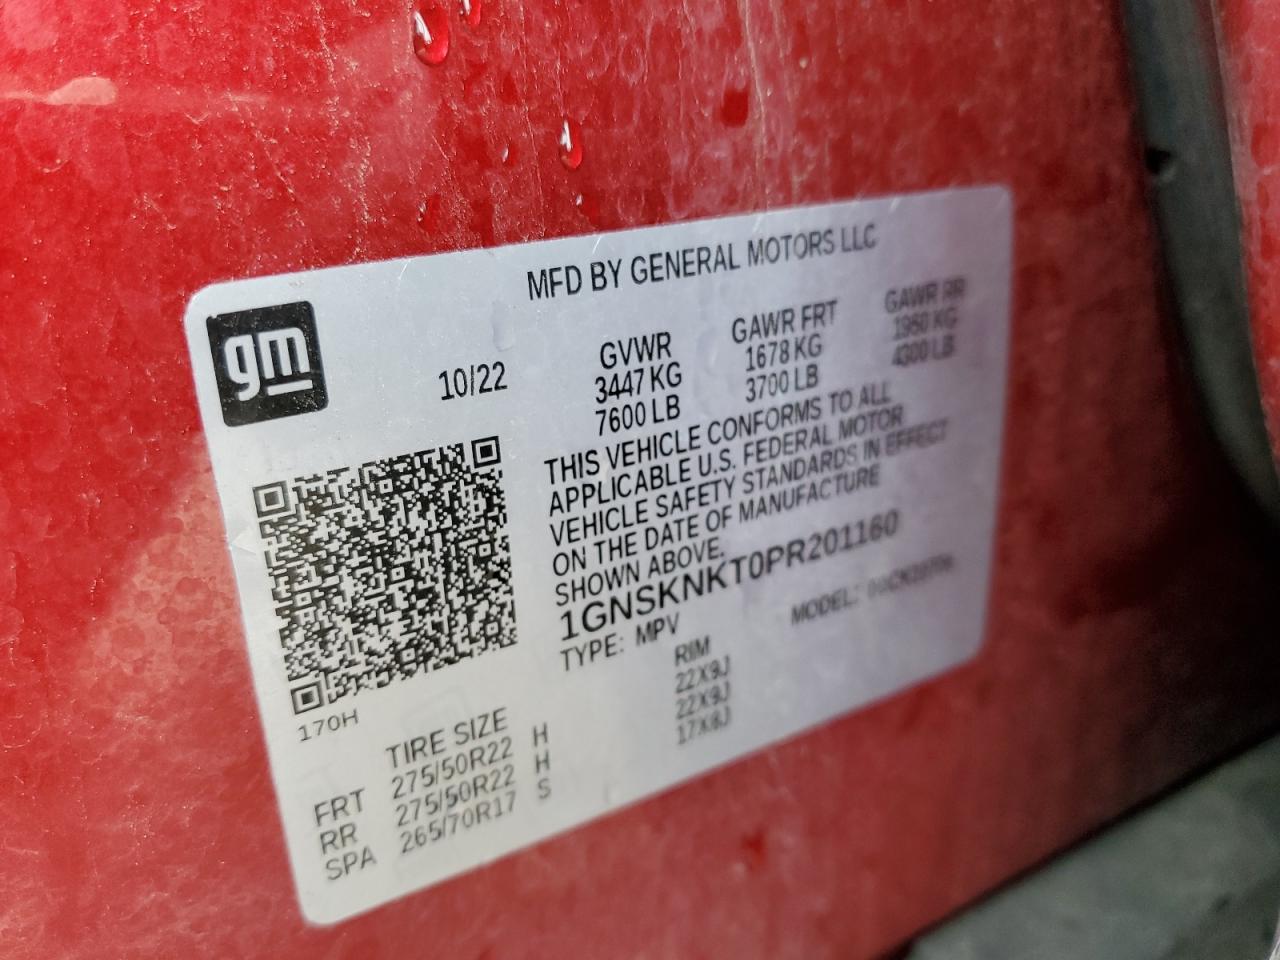 MFD BY GENERAL MOTORS LLC
gm
10/22
GVWR GAWR FRT GAWR RR
3447 KG 1678 KG 1950 KG
7600 LB 3700 LB 4300 LB
THIS VEHICLE CONFORMS TO ALL
APPLICABLE U.S. FEDERAL MOTOR
VEHICLE SAFETY STANDARDS IN EFFECT
ON THE DATE OF MANUFACTURE
SHOWN ABOVE.
1GNSKNKT0PR201160
TYPE: MPV MODEL:
170H
TIRE SIZE RIM
FRT 275/50R22 H 22X9J
RR 275/50R22 H 22X9J
SPA 265/70R17 S 17X8J